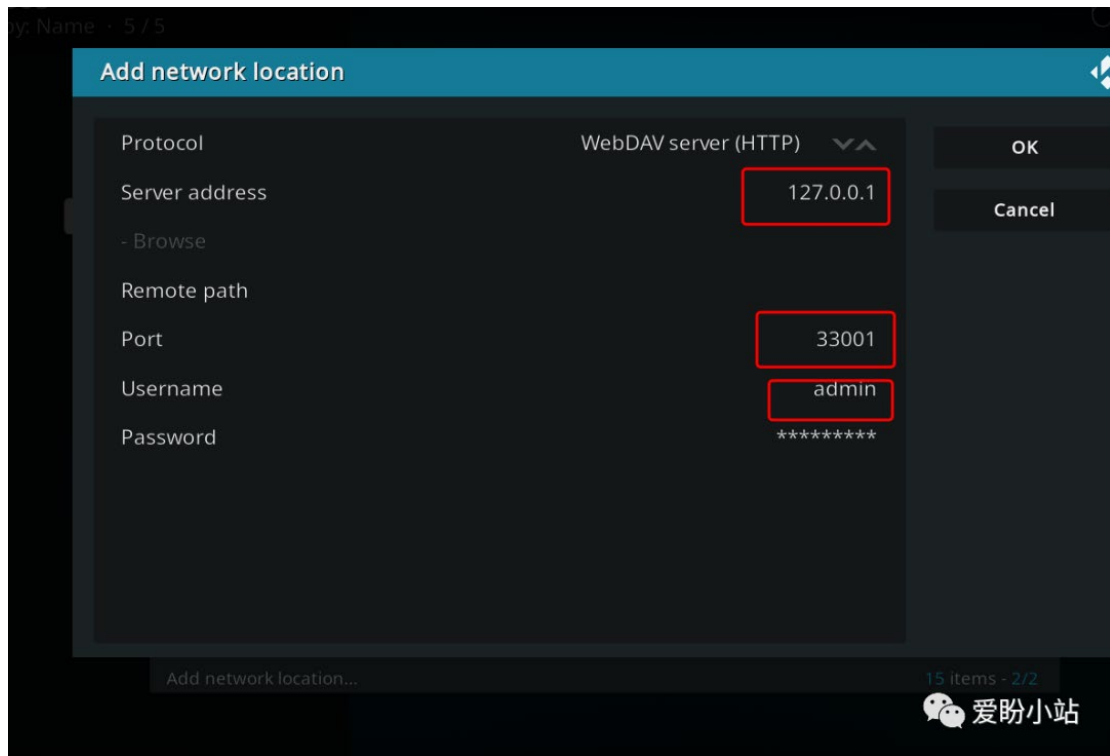 by: Name · 5 / 5
Add network location
Protocol WebDAV server (HTTP)
OK
Server address 127.0.0.1
Cancel
- Browse
Remote path
Port 33001
Username admin
Password *********
Add network location... 15 items - 2/2
爱盼小站